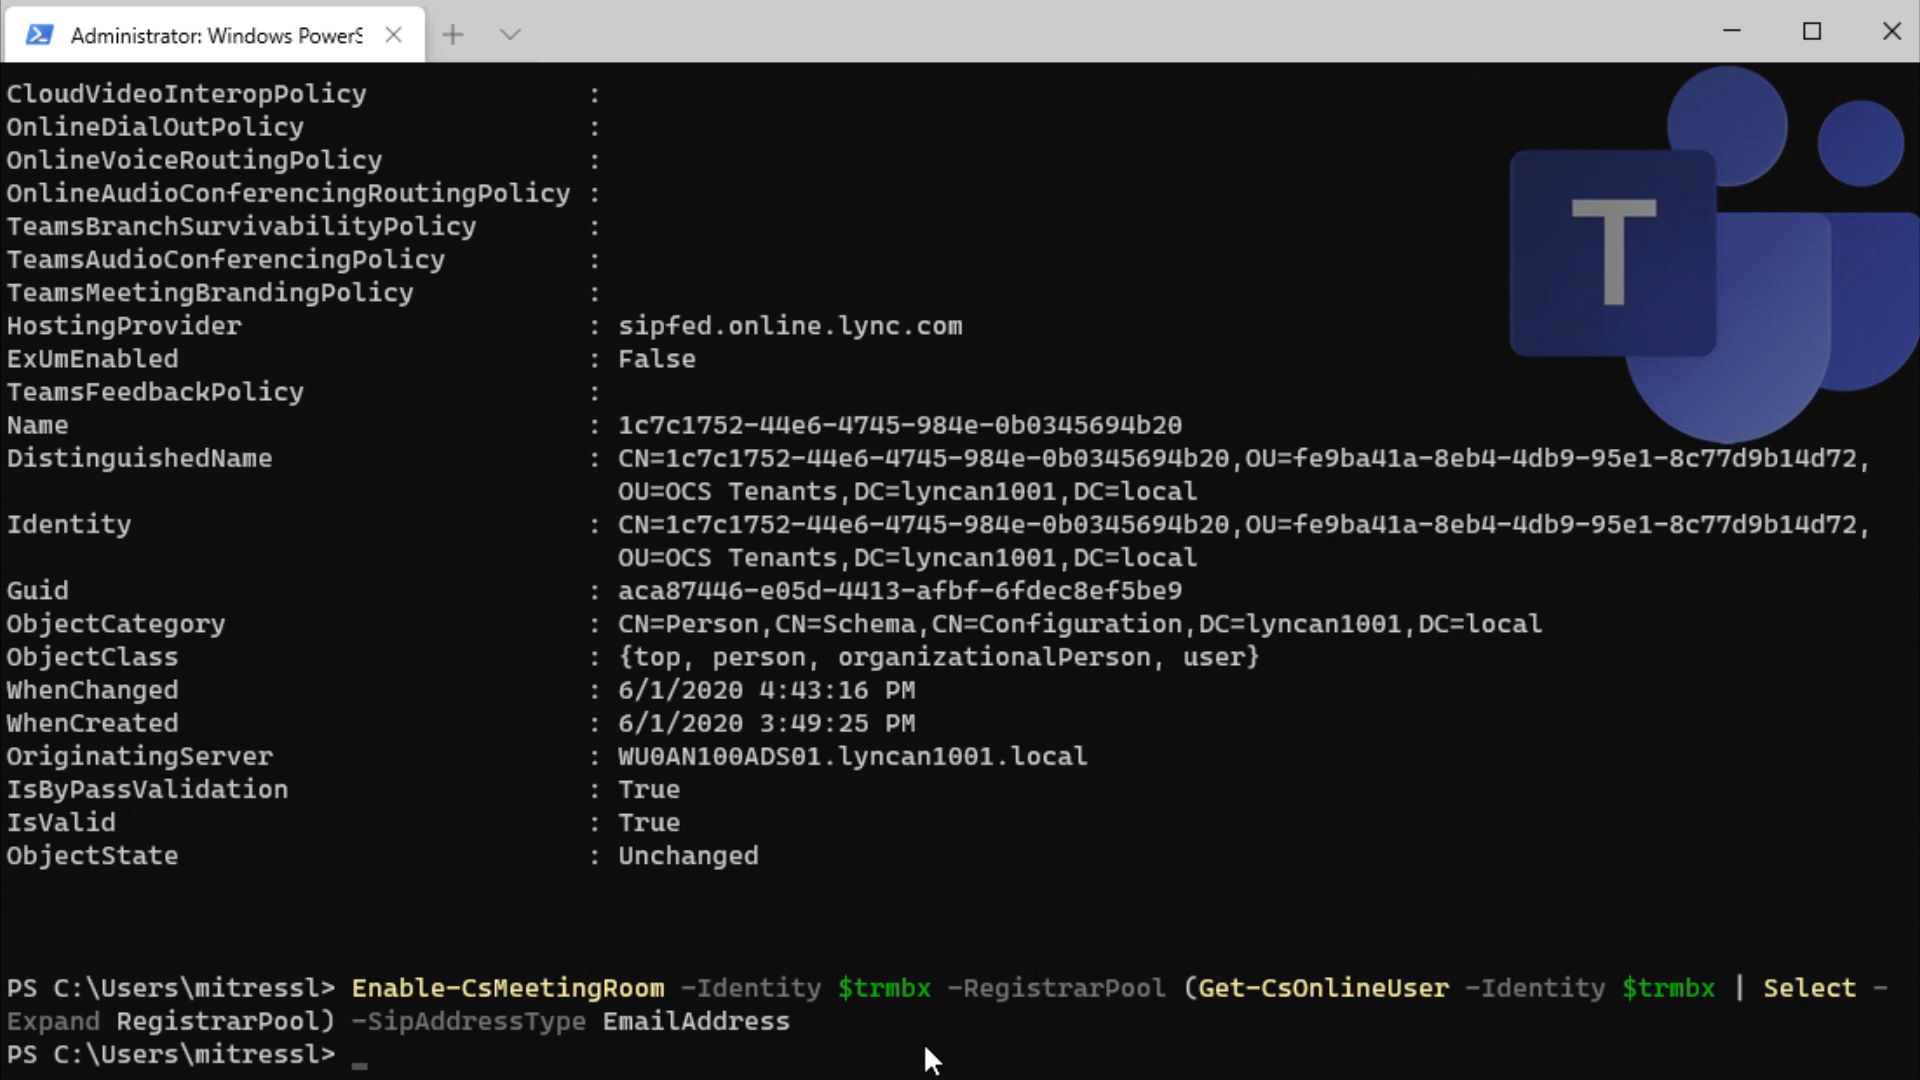 Administrator: Windows PowerS
CloudVideoInteropPolicy :
OnlineDialOutPolicy :
OnlineVoiceRoutingPolicy :
OnlineAudioConferencingRoutingPolicy :
TeamsBranchSurvivabilityPolicy :
TeamsAudioConferencingPolicy :
TeamsMeetingBrandingPolicy :
HostingProvider : sipfed.online.lync.com
ExUmEnabled : False
TeamsFeedbackPolicy :
Name : 1c7c1752-44e6-4745-984e-0b0345694b20
DistinguishedName : CN=1c7c1752-44e6-4745-984e-0b0345694b20,OU=fe9ba41a-8eb4-4db9-95e1-8c77d9b14d72,
OU=OCS Tenants,DC=lyncan1001,DC=local
Identity : CN=1c7c1752-44e6-4745-984e-0b0345694b20,OU=fe9ba41a-8eb4-4db9-95e1-8c77d9b14d72,
OU=OCS Tenants,DC=lyncan1001,DC=local
Guid : aca87446-e05d-4413-afbf-6fdec8ef5be9
ObjectCategory : CN=Person,CN=Schema,CN=Configuration,DC=lyncan1001,DC=local
ObjectClass : {top, person, organizationalPerson, user}
WhenChanged : 6/1/2020 4:43:16 PM
WhenCreated : 6/1/2020 3:49:25 PM
OriginatingServer : WU0AN100ADS01.lyncan1001.local
IsByPassValidation : True
IsValid : True
ObjectState : Unchanged
PS C:\Users\mitressl> Enable-CsMeetingRoom -Identity $trmbx -RegistrarPool (Get-CsOnlineUser -Identity $trmbx | Select -
Expand RegistrarPool) -SipAddressType EmailAddress
PS C:\Users\mitressl> _
T